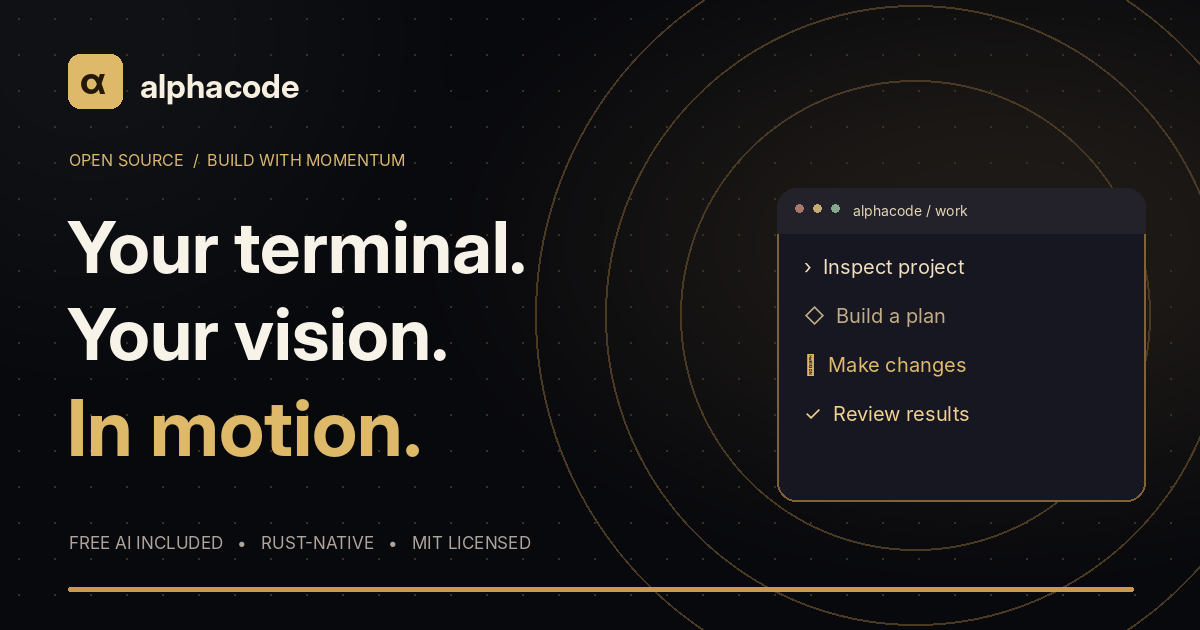 α alphacode
OPEN SOURCE / BUILD WITH MOMENTUM
Your terminal.
Your vision.
In motion.
FREE AI INCLUDED • RUST-NATIVE • MIT LICENSED
alphacode / work
› Inspect project
◇ Build a plan
Make changes
✓ Review results